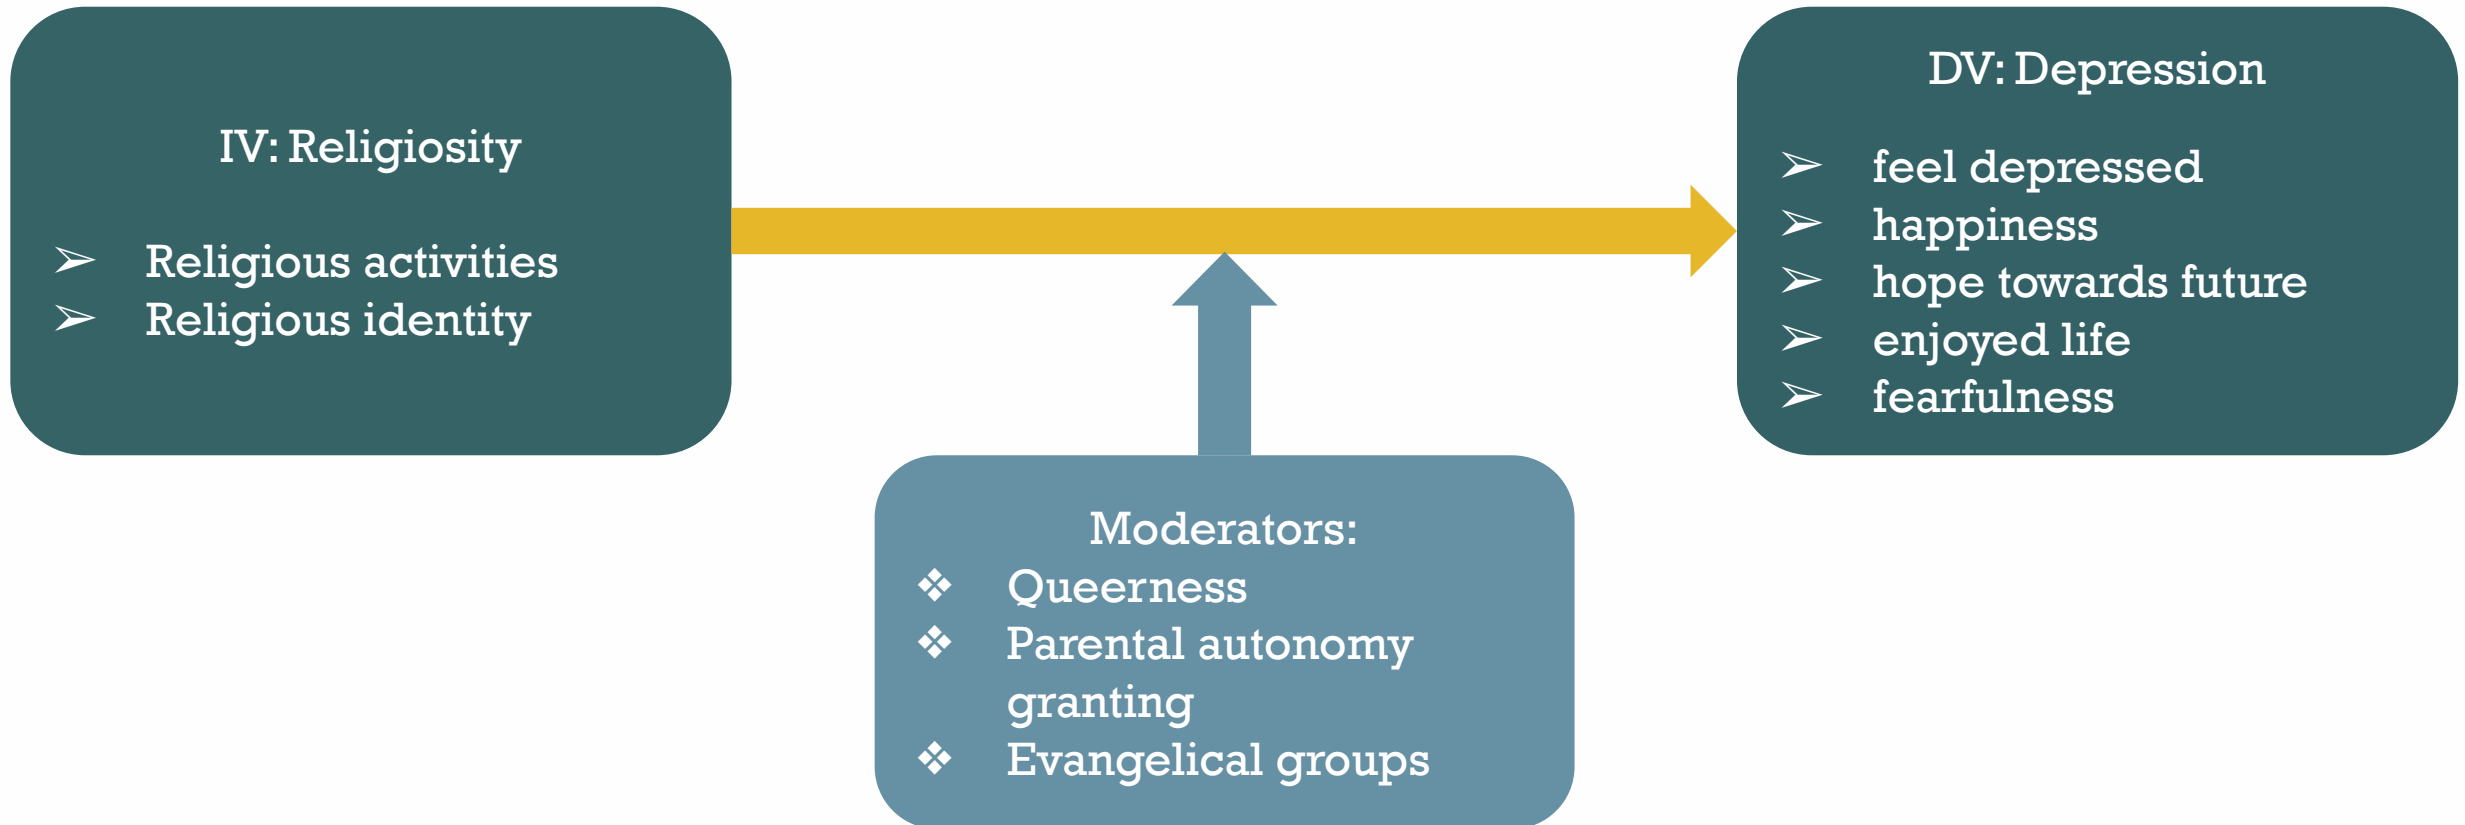 IV: Religiosity
➢ Religious activities
➢ Religious identity
DV: Depression
➢ feel depressed
➢ happiness
➢ hope towards future
➢ enjoyed life
➢ fearfulness
Moderators:
❖ Queerness
❖ Parental autonomy
granting
❖ Evangelical groups